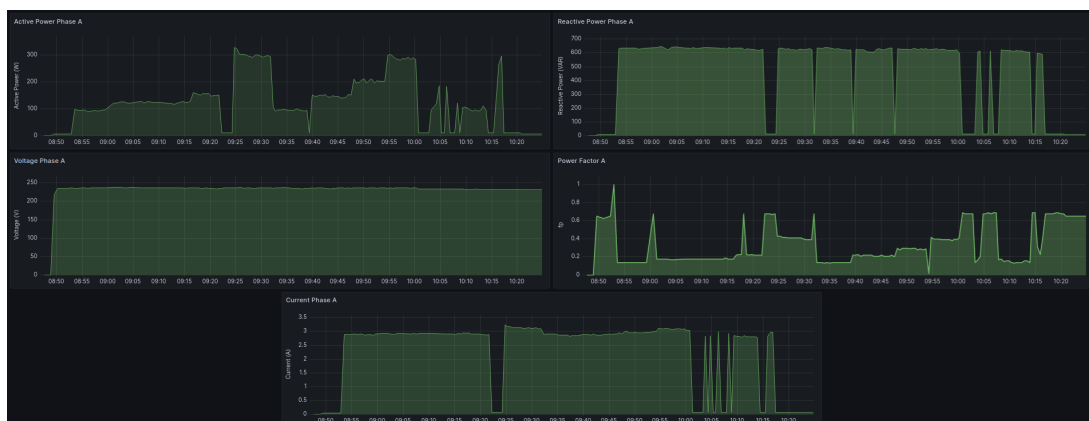 Active Power Phase A
Active Power (W)
300
200
100
0
08:50 08:55 09:00 09:05 09:10 09:15 09:20 09:25 09:30 09:35 09:40 09:45 09:50 09:55 10:00 10:05 10:10 10:15 10:20
Reactive Power Phase A
Reactive Power (VAR)
700
600
500
400
300
200
100
0
08:50 08:55 09:00 09:05 09:10 09:15 09:20 09:25 09:30 09:35 09:40 09:45 09:50 09:55 10:00 10:05 10:10 10:15 10:20
Voltage Phase A
Voltage (V)
250
200
150
100
50
0
08:50 08:55 09:00 09:05 09:10 09:15 09:20 09:25 09:30 09:35 09:40 09:45 09:50 09:55 10:00 10:05 10:10 10:15 10:20
Power Factor A
fp
1
0.8
0.6
0.4
0.2
0
08:50 08:55 09:00 09:05 09:10 09:15 09:20 09:25 09:30 09:35 09:40 09:45 09:50 09:55 10:00 10:05 10:10 10:15 10:20
Current Phase A
Current (A)
3.5
3
2.5
2
1.5
1
0.5
0
08:50 08:55 09:00 09:05 09:10 09:15 09:20 09:25 09:30 09:35 09:40 09:45 09:50 09:55 10:00 10:05 10:10 10:15 10:20